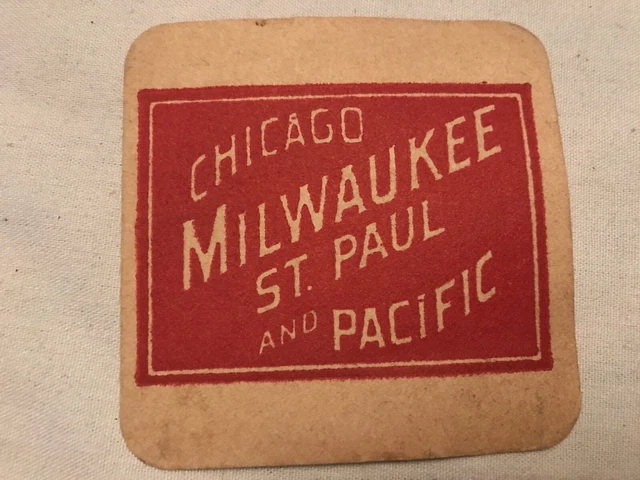 CHICAGO
MILWAUKEE
ST. PAUL
AND PACIFIC